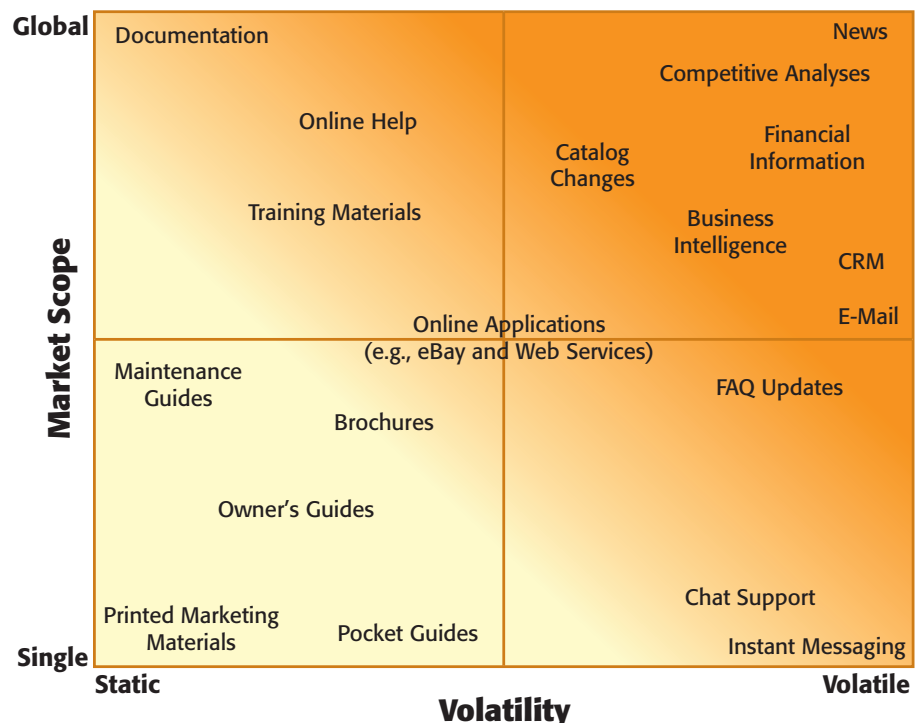 Global
Documentation
News
Competitive Analyses
Online Help
Financial
Information
Catalog
Changes
Training Materials
Business
Intelligence
CRM
E-Mail
Market Scope
Online Applications
(e.g., eBay and Web Services)
Maintenance
Guides
FAQ Updates
Brochures
Owner's Guides
Chat Support
Printed Marketing
Materials
Pocket Guides
Instant Messaging
Single
Static
Volatile
Volatility